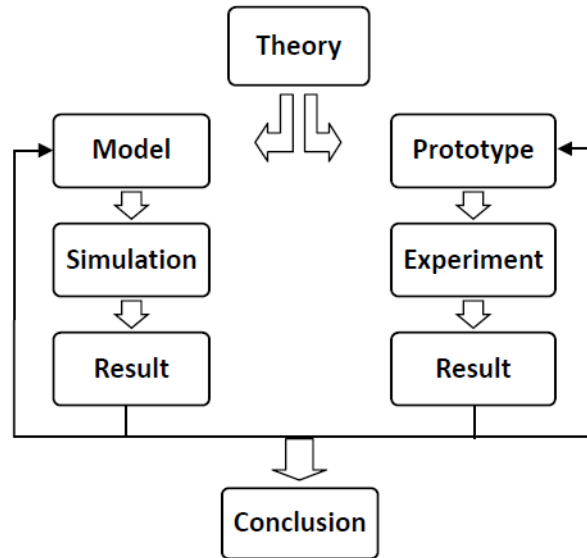 Theory
Model
Prototype
Simulation
Experiment
Result
Result
Conclusion